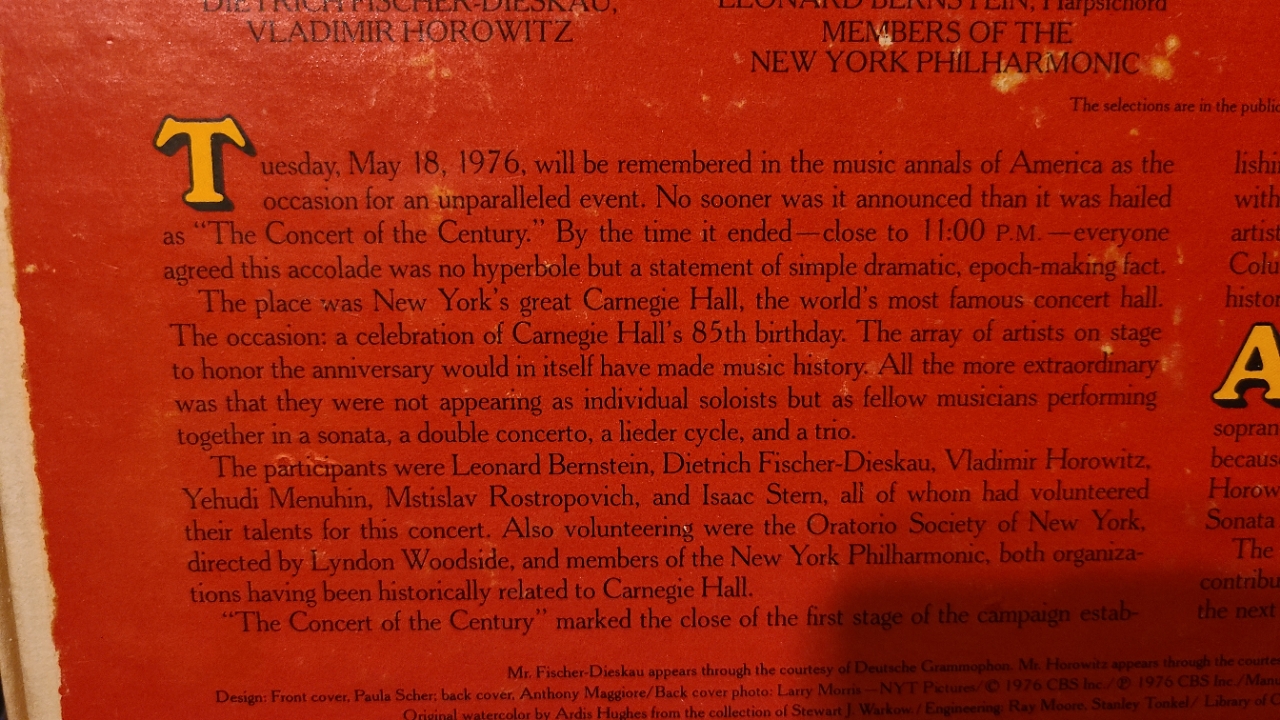 DIETRICH FISCHER-DIESKAU,
VLADIMIR HOROWITZ
LEONARD BERNSTEIN, Harpsichord
MEMBERS OF THE
NEW YORK PHILHARMONIC
The selections are in the
Tuesday, May 18, 1976, will be remembered in the music annals of America as the
occasion for an unparalleled event. No sooner was it announced than it was hailed
as “The Concert of the Century.” By the time it ended—close to 11:00 P.M.—everyone
agreed this accolade was no hyperbole but a statement of simple dramatic, epoch-making fact.
The place was New York's great Carnegie Hall, the world's most famous concert hall.
The occasion: a celebration of Carnegie Hall's 85th birthday. The array of artists on stage
to honor the anniversary would in itself have made music history. All the more extraordinary
was that they were not appearing as individual soloists but as fellow musicians performing
together in a sonata, a double concerto, a lieder cycle, and a trio.
The participants were Leonard Bernstein, Dietrich Fischer-Dieskau, Vladimir Horowitz,
Yehudi Menuhin, Mstislav Rostropovich, and Isaac Stern, all of whom had volunteered
their talents for this concert. Also volunteering were the Oratorio Society of New York,
directed by Lyndon Woodside, and members of the New York Philharmonic, both organiza-
tions having been historically related to Carnegie Hall.
“The Concert of the Century” marked the close of the first stage of the campaign estab-
lishi
with
artist
Colu
histor
A
sopran
becaus
Horow
Sonata
The
contribu
the next
Mr. Fischer-Dieskau appears through the courtesy of Deutsche Grammophon. Mr. Horowitz appears through the
Design: Front cover, Paula Scher; back cover, Anthony Maggiore/Back cover photo: Larry Morris—NYT Pictures/© 1976 CBS Inc./℗ 1976 CBS Inc./
Original watercolor by Ardis Hughes from the collection of Stewart J. Warkow/Engineering: Ray Moore, Stanley Tonkel/Library of